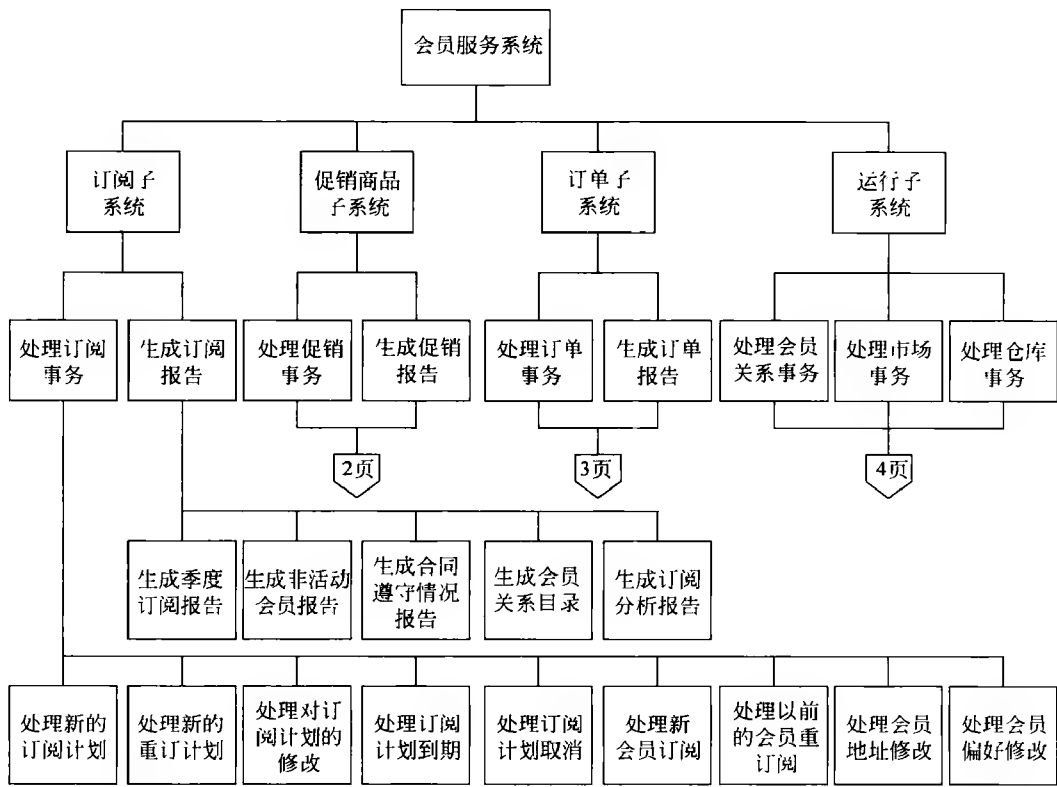 会员服务系统
订阅子
系统
促销商品
子系统
订单子
系统
运行子
系统
处理订阅
事务
生成订阅
报告
处理促销
事务
生成促销
报告
处理订单
事务
生成订单
报告
处理会员
关系事务
处理市场
事务
处理仓库
事务
2页
3页
4页
生成季度
订阅报告
生成非活动
会员报告
生成合同
遵守情况
报告
生成会员
关系目录
生成订阅
分析报告
处理新的
订阅计划
处理新的
重订计划
处理对订
阅计划的
修改
处理订阅
计划到期
处理订阅
计划取消
处理新
会员订阅
处理以前
的会员重
订阅
处理会员
地址修改
处理会员
偏好修改